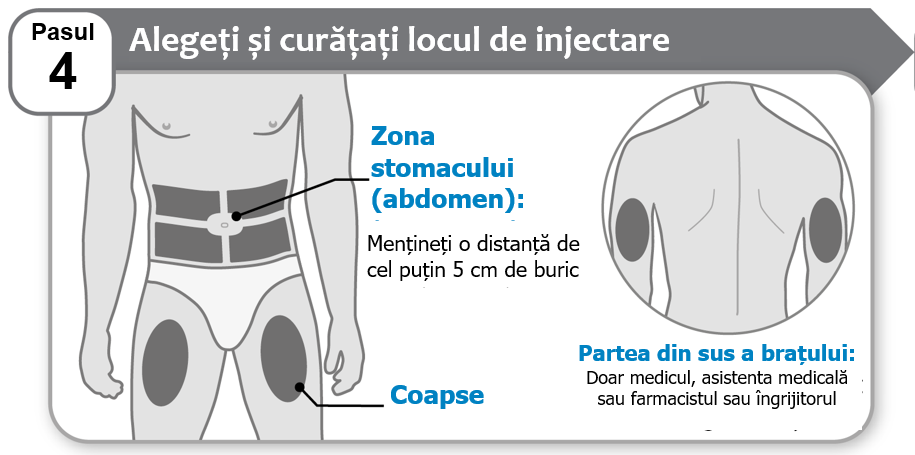 Pasul
4
Alegeți și curățați locul de injectare
Zona
stomacului
(abdomen):
Mențineți o distanță de
cel puțin 5 cm de buric
Coapse
Partea din sus a brațului:
Doar medicul, asistenta medicală
sau farmacistul sau îngrijitorul